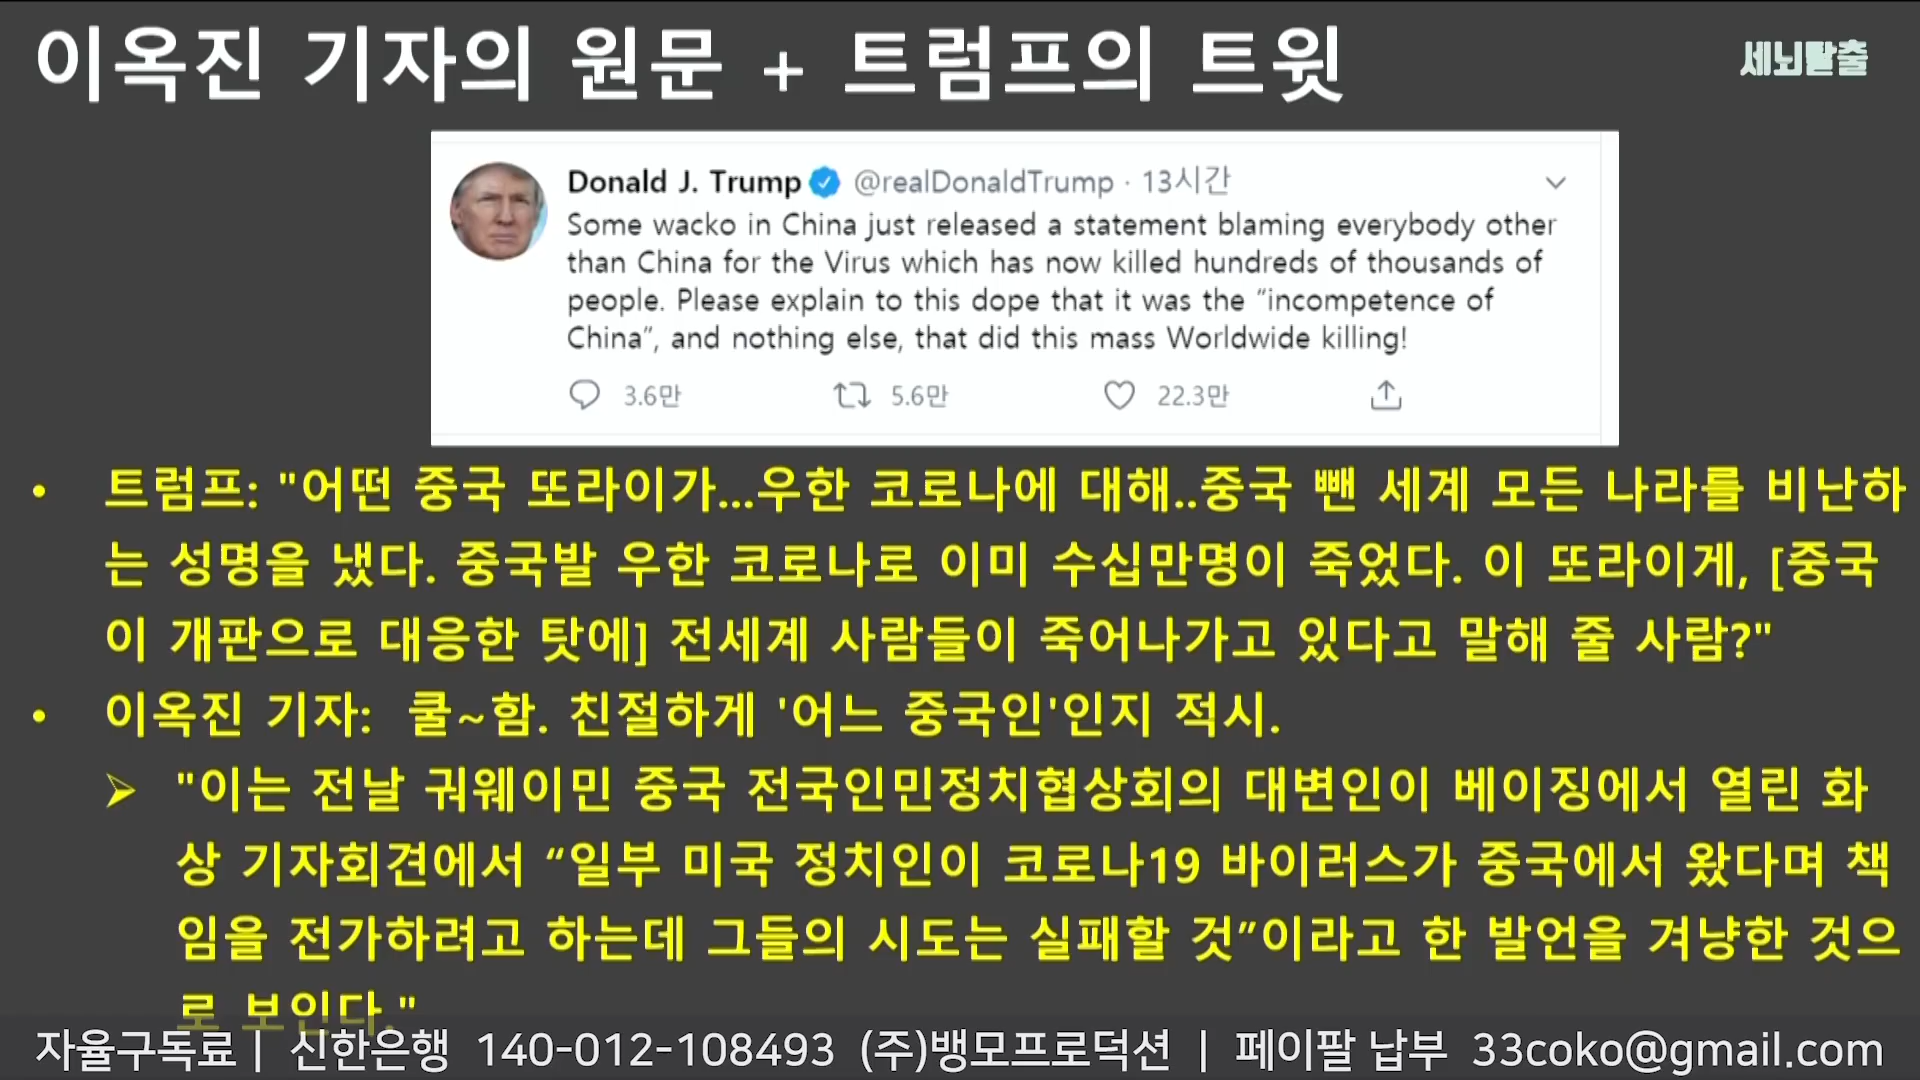 이옥진 기자의 원문 + 트럼프의 트윗
세뇌탈출
Donald J. Trump @realDonaldTrump · 13시간
Some wacko in China just released a statement blaming everybody other
than China for the Virus which has now killed hundreds of thousands of
people. Please explain to this dope that it was the “incompetence of
China”, and nothing else, that did this mass Worldwide killing!
3.6만 5.6만 22.3만
• 트럼프: "어떤 중국 또라이가...우한 코로나에 대해..중국 뺀 세계 모든 나라를 비난하
는 성명을 냈다. 중국발 우한 코로나로 이미 수십만명이 죽었다. 이 또라이게, [중국
이 개판으로 대응한 탓에] 전세계 사람들이 죽어나가고 있다고 말해 줄 사람?"
• 이옥진 기자: 쿨~함. 친절하게 '어느 중국인'인지 적시.
➢ "이는 전날 궈웨이민 중국 전국인민정치협상회의 대변인이 베이징에서 열린 화
상 기자회견에서 “일부 미국 정치인이 코로나19 바이러스가 중국에서 왔다며 책
임을 전가하려고 하는데 그들의 시도는 실패할 것”이라고 한 발언을 겨냥한 것으
로 보인다."
자율구독료 | 신한은행 140-012-108493 (주)뱅모프로덕션 | 페이팔 납부 33coko@gmail.com